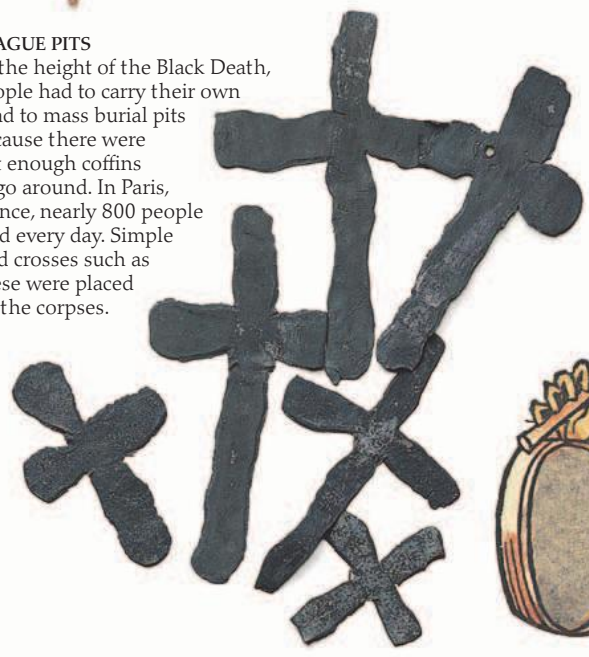 AGUE PITS
the height of the Black Death,
ople had to carry their own
ad to mass burial pits
cause there were
t enough coffins
go around. In Paris,
nce, nearly 800 people
d every day. Simple
d crosses such as
ese were placed
the corpses.